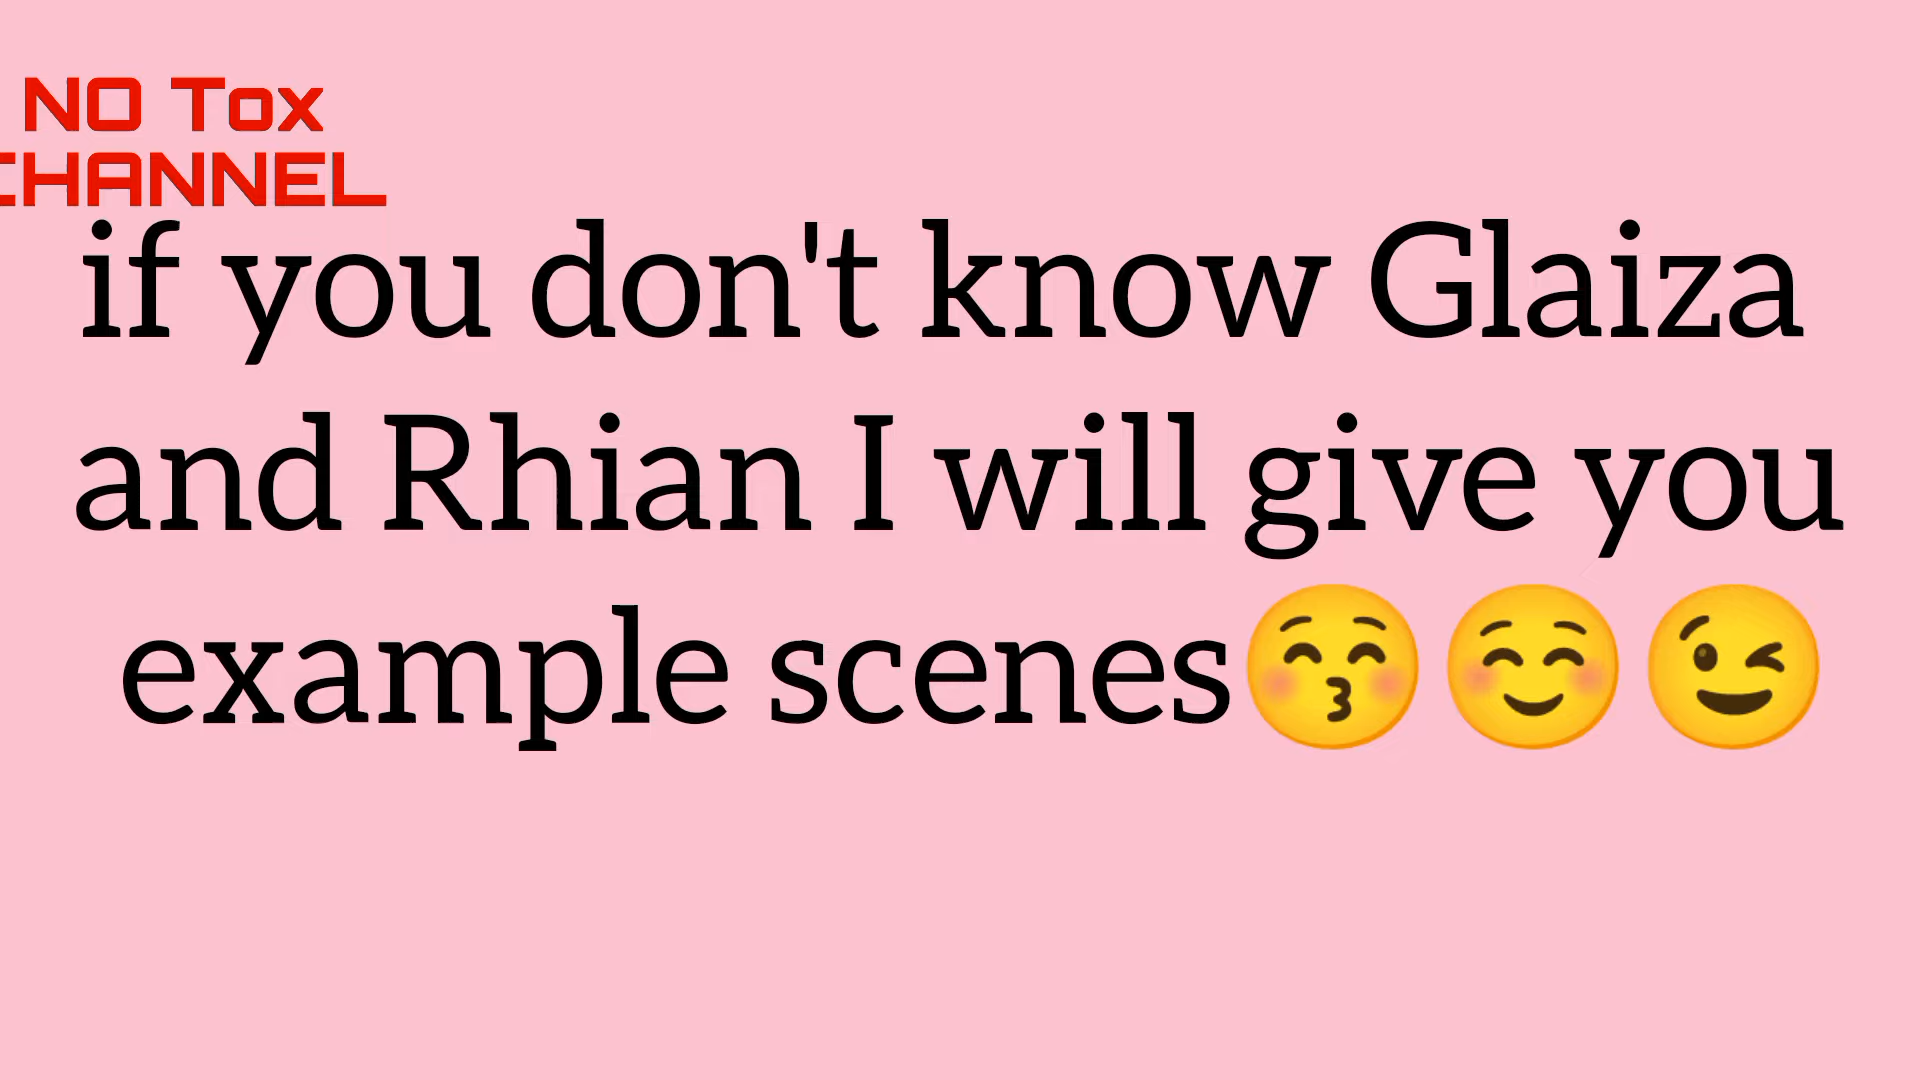 NO Tox
CHANNEL
if you don't know Glaiza
and Rhian I will give you
example scenes😚☺️😉